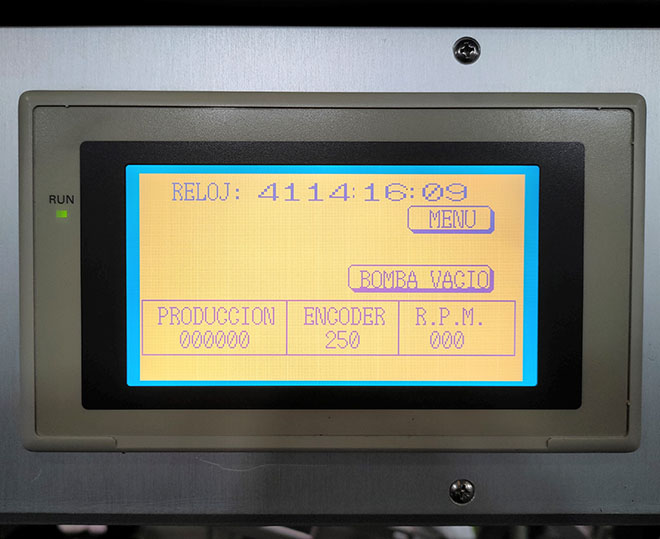 RUN
RELOJ: 4114:16:09
MENU
BOMBA VACIO
PRODUCCION ENCODER R.P.M.
000000 250 000